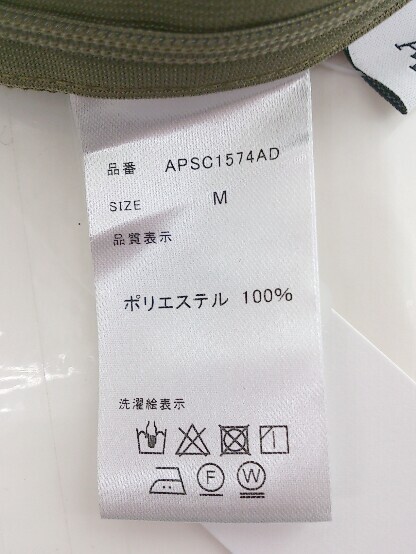 品番 APSC1574AD
SIZE M
品質表示
ポリエステル 100%
洗濯絵表示
F W